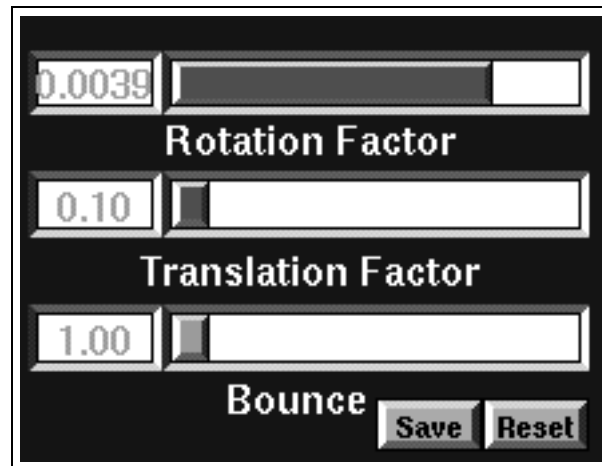 0.0039
Rotation Factor
0.10
Translation Factor
1.00
Bounce
Save Reset